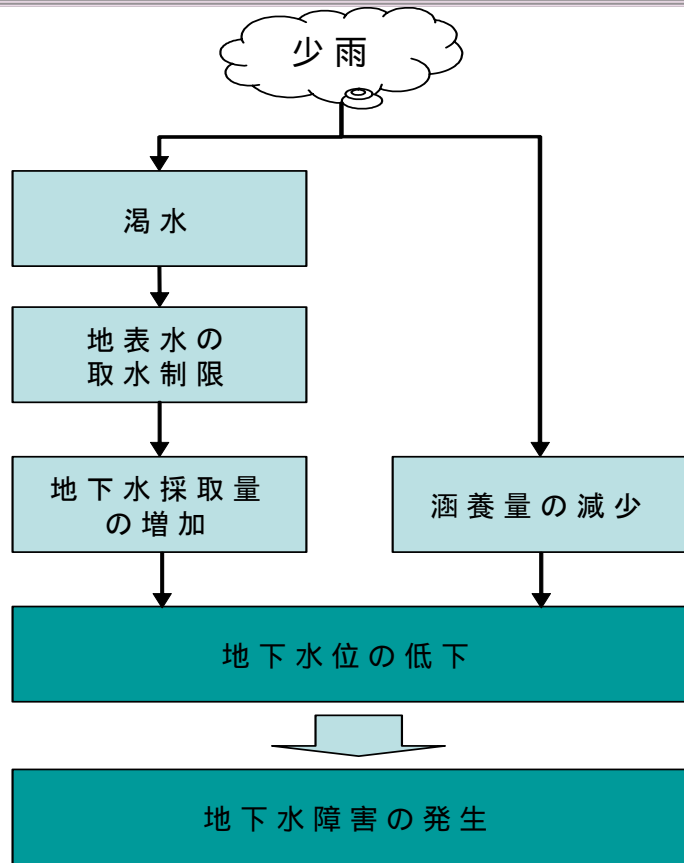 少雨
渇水
地表水の
取水制限
地下水採取量
の増加
涵養量の減少
地下水位の低下
地下水障害の発生